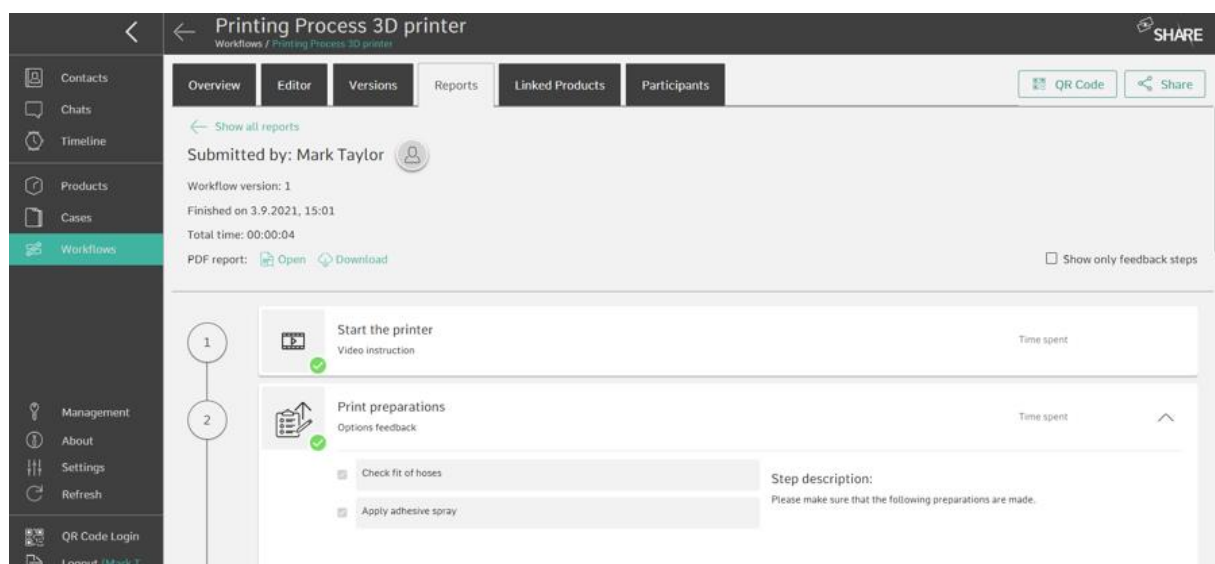 Printing Process 3D printer
Workflows / Printing Process 3D printer
SHARE
Contacts
Chats
Timeline
Products
Cases
Workflows
Management
About
Settings
Refresh
QR Code Login
Logout (Mark T
Overview Editor Versions Reports Linked Products Participants
QR Code Share
Show all reports
Submitted by: Mark Taylor
Workflow version: 1
Finished on 3.9.2021, 15:01
Total time: 00:00:04
PDF report: Open Download
Show only feedback steps
1
Start the printer
Video instruction
Time spent
2
Print preparations
Options feedback
Time spent
Check fit of hoses
Apply adhesive spray
Step description:
Please make sure that the following preparations are made.